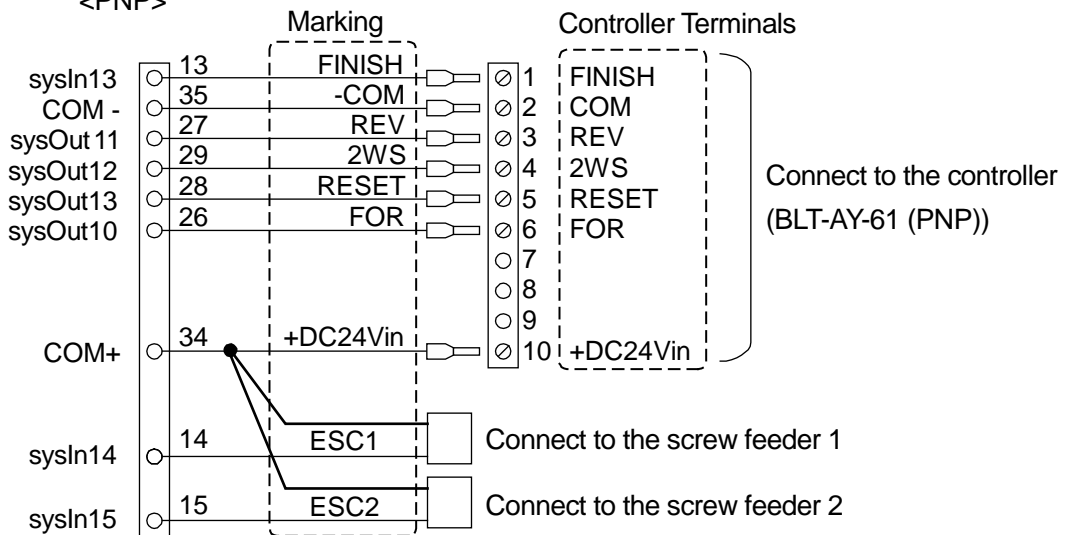 <PNP>
Marking Controller Terminals
sysIn13 13 FINISH 1 FINISH
COM - 35 -COM 2 COM
sysOut 11 27 REV 3 REV
sysOut12 29 2WS 4 2WS
sysOut13 28 RESET 5 RESET
sysOut10 26 FOR 6 FOR
Connect to the controller
(BLT-AY-61 (PNP))
7
8
9
COM+ 34 +DC24Vin 10 +DC24Vin
sysIn14 14 ESC1 Connect to the screw feeder 1
sysIn15 15 ESC2 Connect to the screw feeder 2